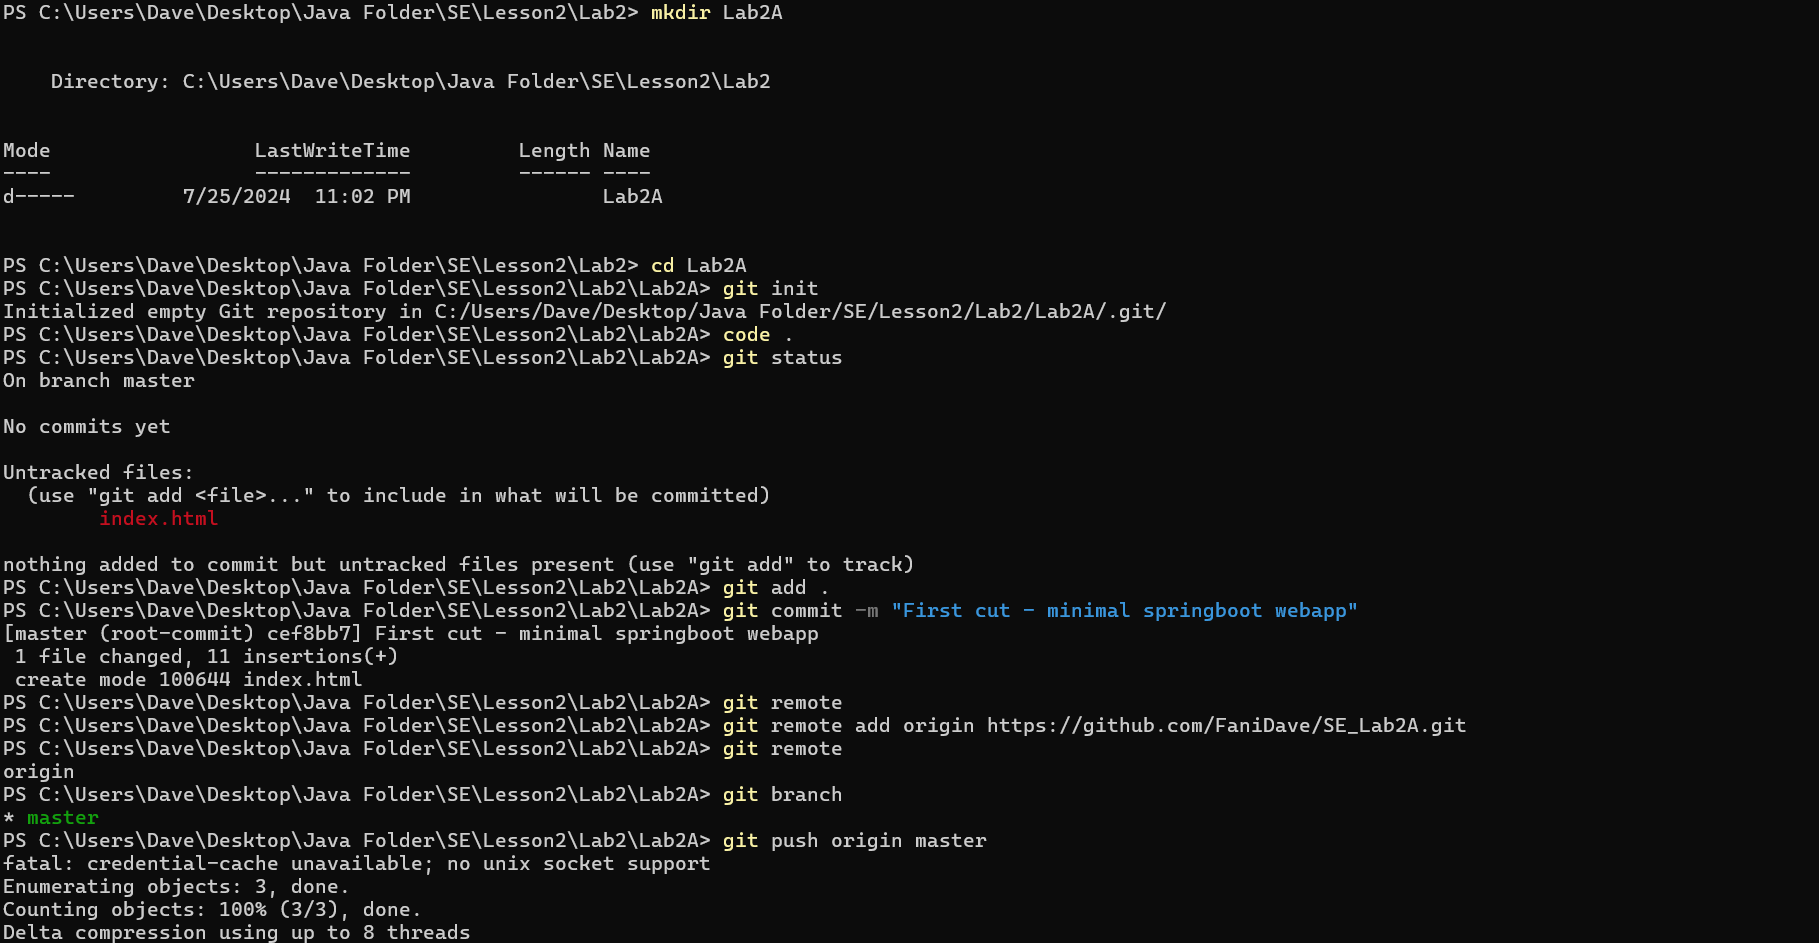 PS C:\Users\Dave\Desktop\Java Folder\SE\Lesson2\Lab2> mkdir Lab2A
Directory: C:\Users\Dave\Desktop\Java Folder\SE\Lesson2\Lab2
Mode                 LastWriteTime         Length Name
----                 -------------         ------ ----
d-----         7/25/2024  11:02 PM                Lab2A
PS C:\Users\Dave\Desktop\Java Folder\SE\Lesson2\Lab2> cd Lab2A
PS C:\Users\Dave\Desktop\Java Folder\SE\Lesson2\Lab2\Lab2A> git init
Initialized empty Git repository in C:/Users/Dave/Desktop/Java Folder/SE/Lesson2/Lab2/Lab2A/.git/
PS C:\Users\Dave\Desktop\Java Folder\SE\Lesson2\Lab2\Lab2A> code .
PS C:\Users\Dave\Desktop\Java Folder\SE\Lesson2\Lab2\Lab2A> git status
On branch master
No commits yet
Untracked files:
(use "git add <file>..." to include in what will be committed)
index.html
nothing added to commit but untracked files present (use "git add" to track)
PS C:\Users\Dave\Desktop\Java Folder\SE\Lesson2\Lab2\Lab2A> git add .
PS C:\Users\Dave\Desktop\Java Folder\SE\Lesson2\Lab2\Lab2A> git commit -m "First cut - minimal springboot webapp"
[master (root-commit) cef8bb7] First cut - minimal springboot webapp
1 file changed, 11 insertions(+)
create mode 100644 index.html
PS C:\Users\Dave\Desktop\Java Folder\SE\Lesson2\Lab2\Lab2A> git remote
PS C:\Users\Dave\Desktop\Java Folder\SE\Lesson2\Lab2\Lab2A> git remote add origin https://github.com/FaniDave/SE_Lab2A.git
PS C:\Users\Dave\Desktop\Java Folder\SE\Lesson2\Lab2\Lab2A> git remote
origin
PS C:\Users\Dave\Desktop\Java Folder\SE\Lesson2\Lab2\Lab2A> git branch
* master
PS C:\Users\Dave\Desktop\Java Folder\SE\Lesson2\Lab2\Lab2A> git push origin master
fatal: credential-cache unavailable; no unix socket support
Enumerating objects: 3, done.
Counting objects: 100% (3/3), done.
Delta compression using up to 8 threads